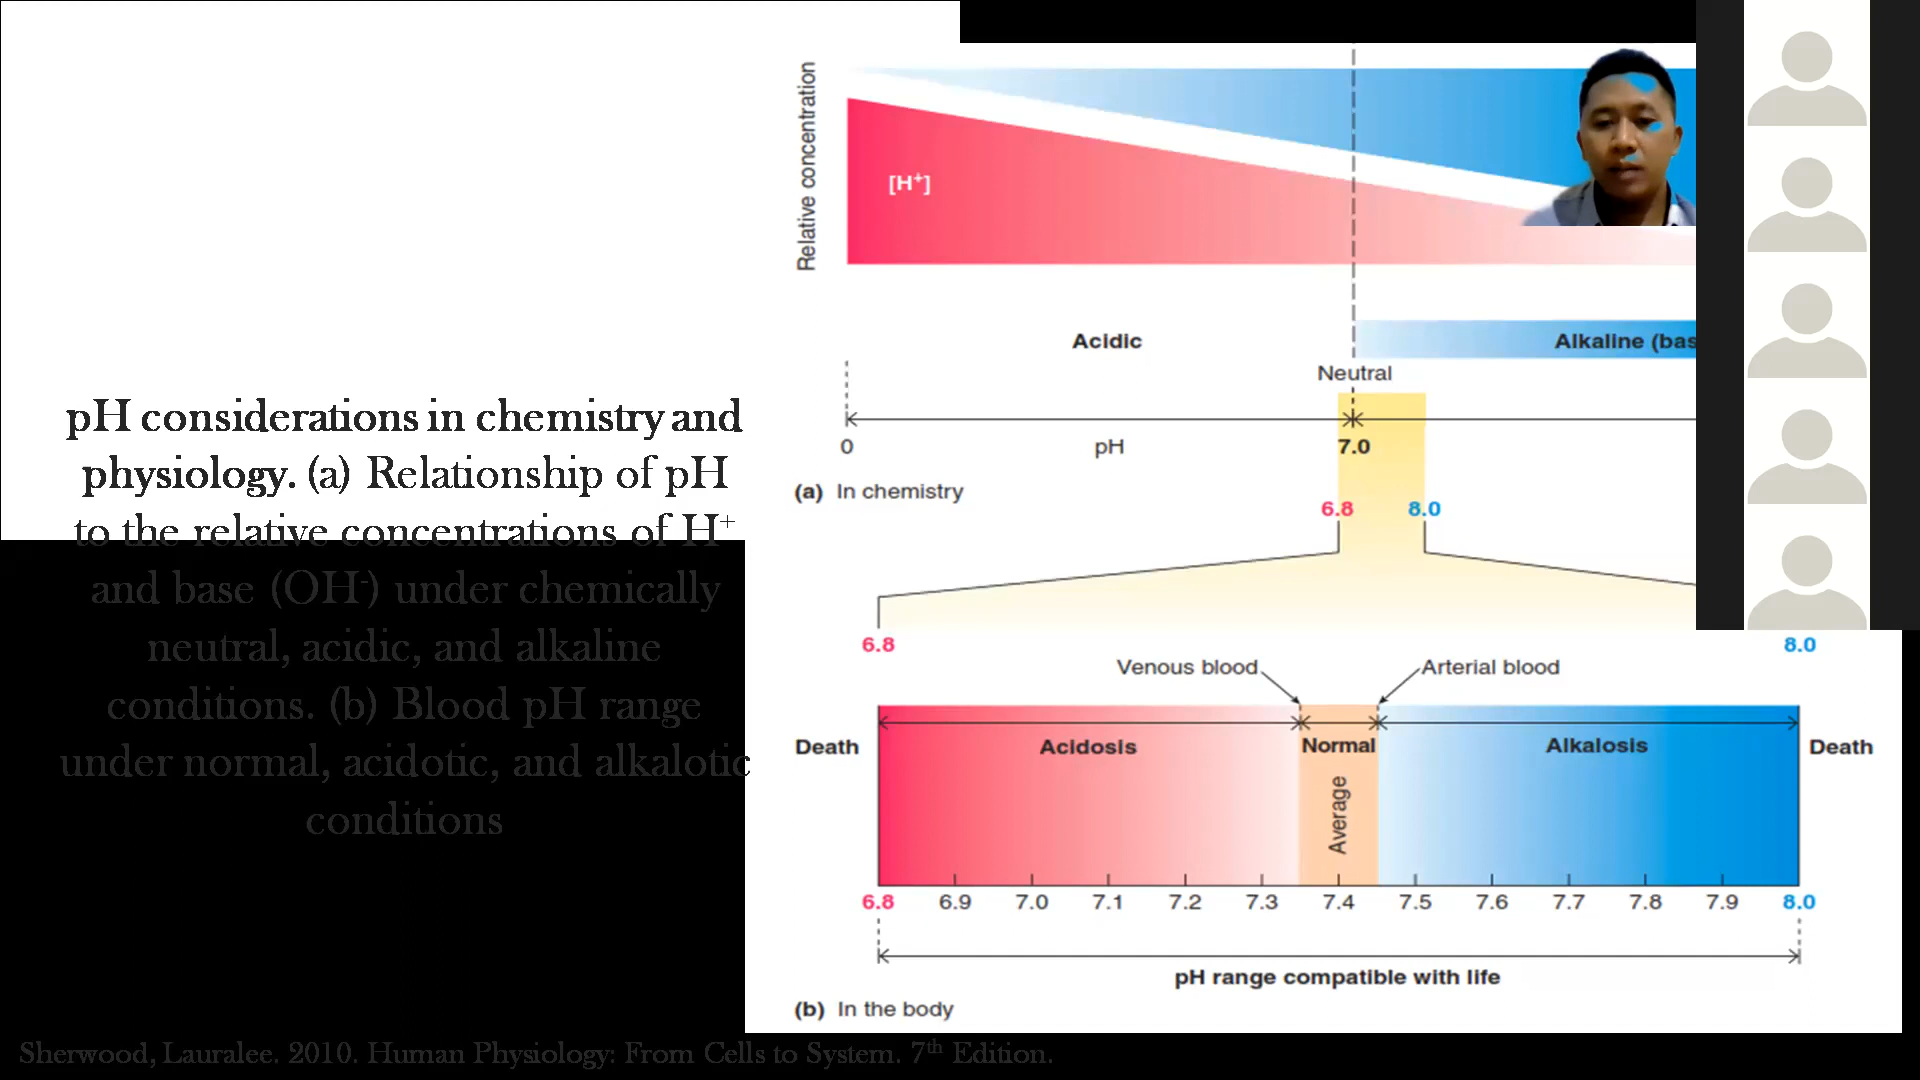 pH considerations in chemistry and
physiology. (a) Relationship of pH
to the relative concentrations of H⁺
and base (OH⁻) under chemically
neutral, acidic, and alkaline
conditions. (b) Blood pH range
under normal, acidotic, and alkalotic
conditions
Relative concentration
[H⁺]
Acidic
Alkaline (bas
Neutral
0
pH
7.0
(a) In chemistry
6.8
8.0
6.8
8.0
Venous blood
Arterial blood
Death
Acidosis
Normal
Alkalosis
Death
Average
6.8 6.9 7.0 7.1 7.2 7.3 7.4 7.5 7.6 7.7 7.8 7.9 8.0
pH range compatible with life
(b) In the body
Sherwood, Lauralee. 2010. Human Physiology: From Cells to System. 7th Edition.